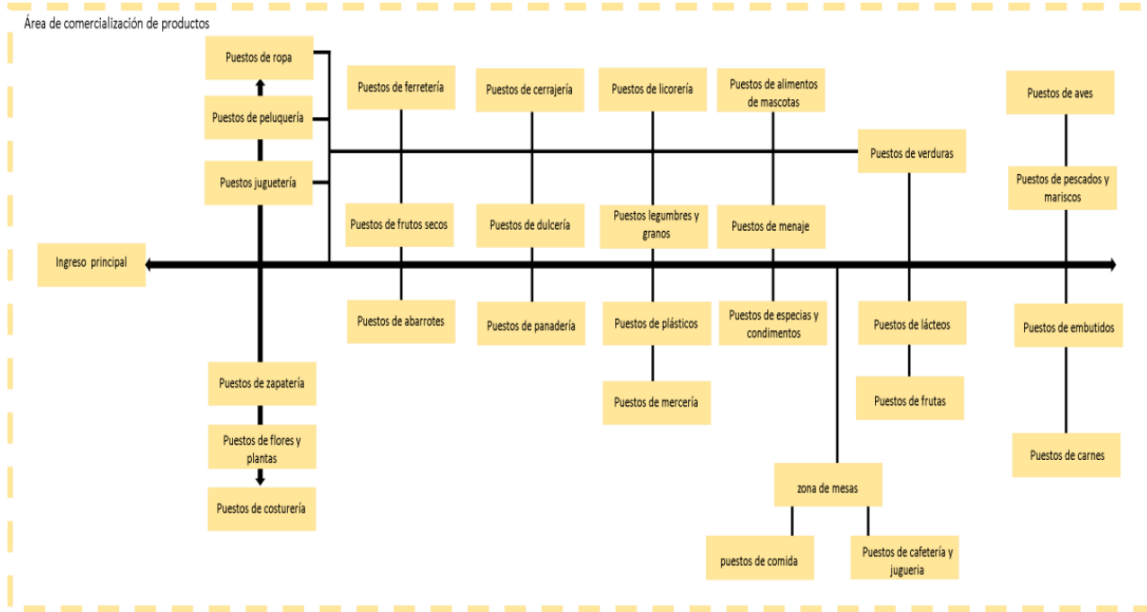 Área de comercialización de productos
Puestos de ropa
Puestos de ferretería
Puestos de cerrajería
Puestos de licorería
Puestos de alimentos
de mascotas
Puestos de aves
Puestos de peluquería
Puestos de verduras
Puestos juguetería
Puestos de pescados y
mariscos
Puestos de frutos secos
Puestos de dulcería
Puestos legumbres y
granos
Puestos de menaje
Ingreso principal
Puestos de abarrotes
Puestos de panadería
Puestos de plásticos
Puestos de especias y
condimentos
Puestos de lácteos
Puestos de embutidos
Puestos de zapatería
Puestos de mercería
Puestos de frutas
Puestos de flores y
plantas
Puestos de carnes
Puestos de costurería
zona de mesas
puestos de comida
Puestos de cafetería y
jugueria